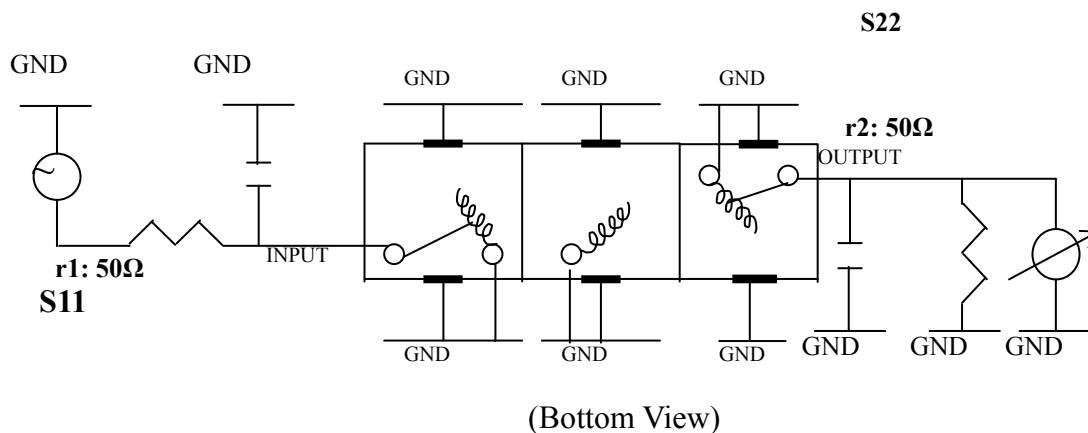 S22
GND
GND
GND
GND
GND
r2: 50Ω
OUTPUT
INPUT
r1: 50Ω
S11
GND
GND
GND
GND
GND
GND
(Bottom View)